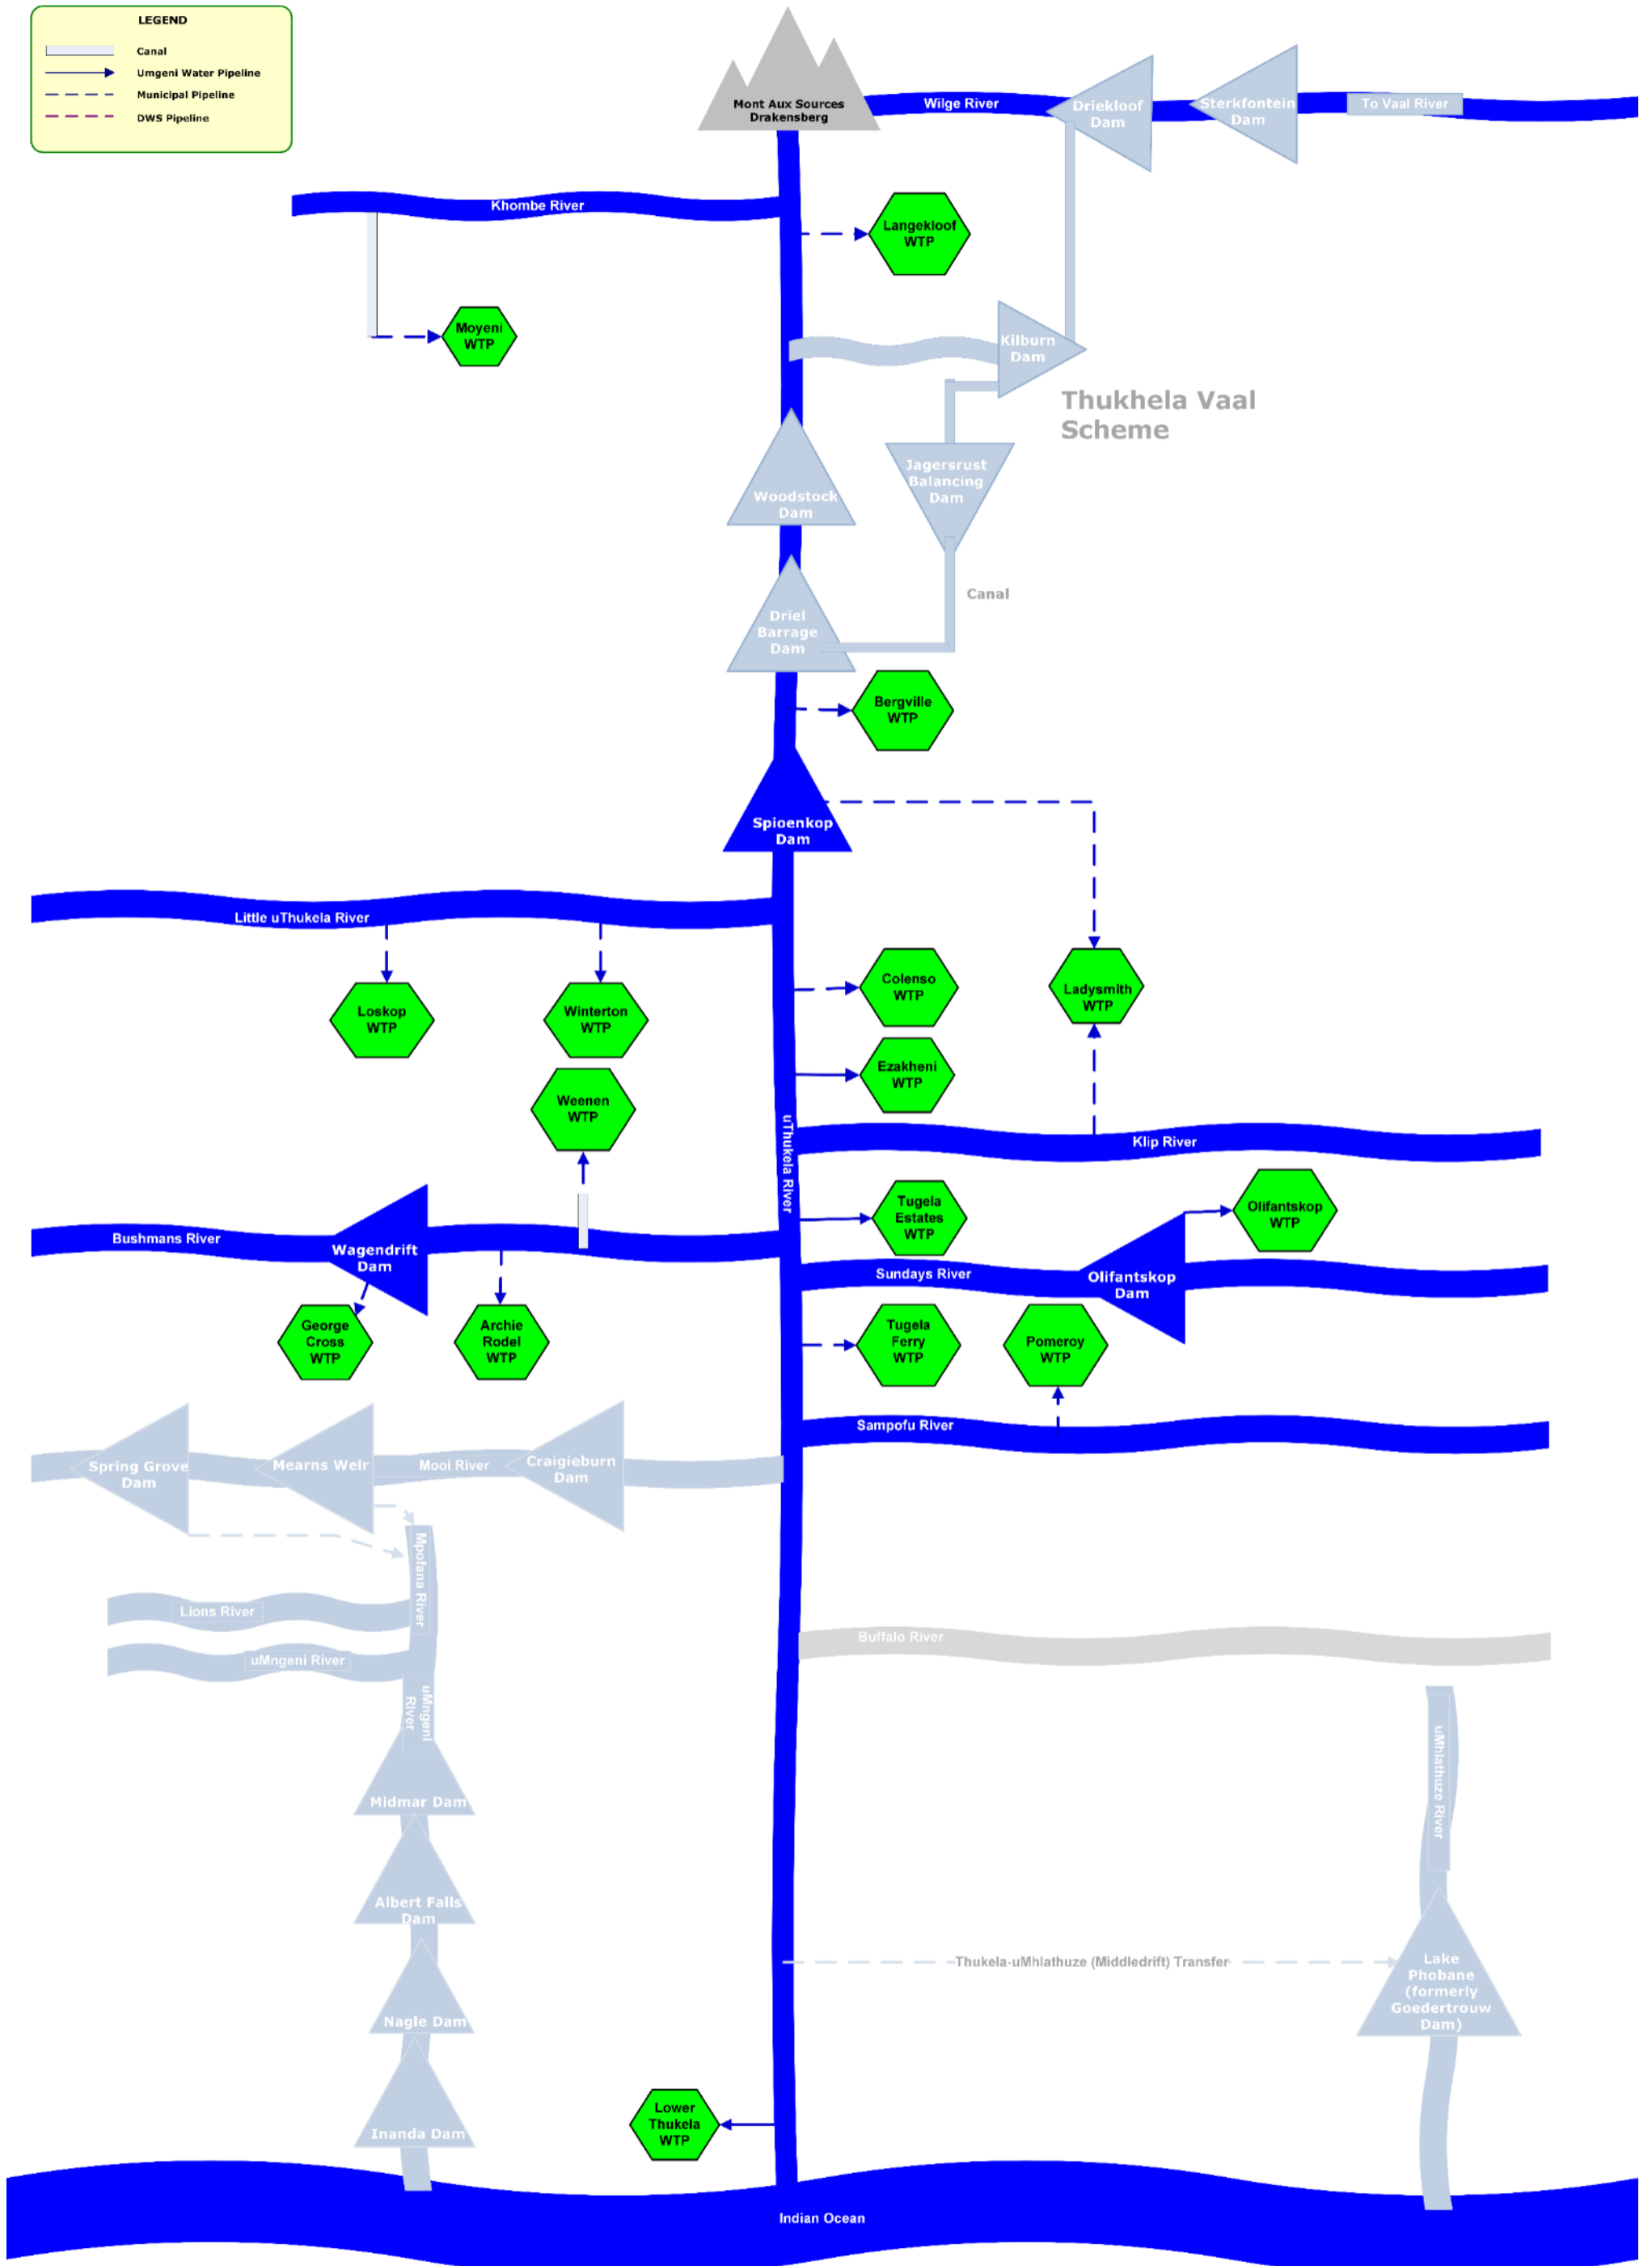 LEGEND
Canal
Umgeni Water Pipeline
Municipal Pipeline
DWS Pipeline
Mont Aux Sources
Drakensberg
Wilge River
Driekloof
Dam
Sterkfontein
Dam
To Vaal River
Khombe River
Langekloof
WTP
Moyeni
WTP
Kilburn
Dam
Thukhela Vaal
Scheme
Jagersrust
Balancing
Dam
Woodstock
Dam
Canal
Driel
Barrage
Dam
Bergville
WTP
Spioenkop
Dam
Little uThukela River
Loskop
WTP
Winterton
WTP
Colenso
WTP
Ladysmith
WTP
Ezakheni
WTP
Weenen
WTP
uThukela River
Klip River
Tugela
Estates
WTP
Olifantskop
WTP
Bushmans River
Wagendrift
Dam
Sundays River
Olifantskop
Dam
George
Cross
WTP
Archie
Rodel
WTP
Tugela
Ferry
WTP
Pomeroy
WTP
Sampofu River
Spring Grove
Dam
Mearns Weir
Mooi River
Craigieburn
Dam
Mpofana River
Lions River
uMngeni River
Buffalo River
uMngeni
River
Midmar Dam
uMhlathuze River
Albert Falls
Dam
Thukela-uMhlathuze (Middledrift) Transfer
Lake
Phobane
(formerly
Goedertrouw
Dam)
Nagle Dam
Inanda Dam
Lower
Thukela
WTP
Indian Ocean